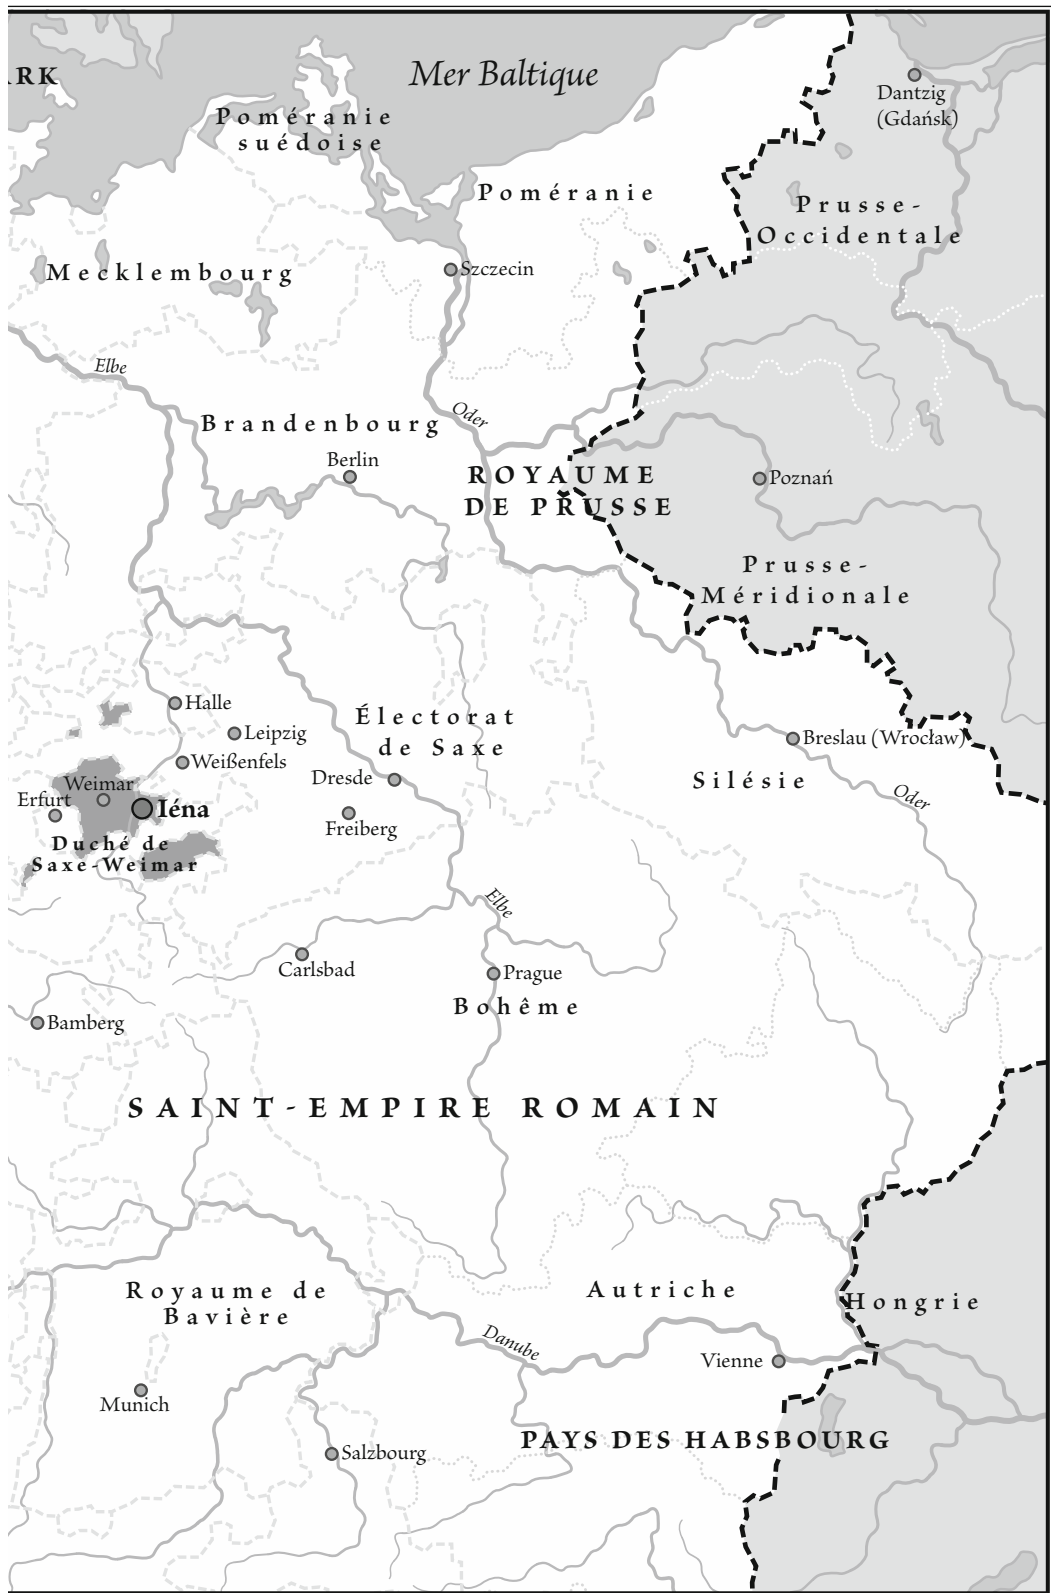 ARK
Mer Baltique
Dantzig
(Gdańsk)
Poméranie
suédoise
Poméranie
Prusse-
Occidentale
Mecklembourg
Szczecin
Elbe
Oder
Brandenbourg
Berlin
ROYAUME
DE PRUSSE
Poznań
Prusse-
Méridionale
Halle
Leipzig
Électorat
de Saxe
Breslau (Wrocław)
Weißenfels
Silésie
Dresde
Weimar
Erfurt
Iéna
Oder
Freiberg
Duché de
Saxe-Weimar
Elbe
Carlsbad
Prague
Bohême
Bamberg
SAINT-EMPIRE ROMAIN
Royaume de
Bavière
Autriche
Hongrie
Danube
Vienne
Munich
PAYS DES HABSBOURG
Salzbourg